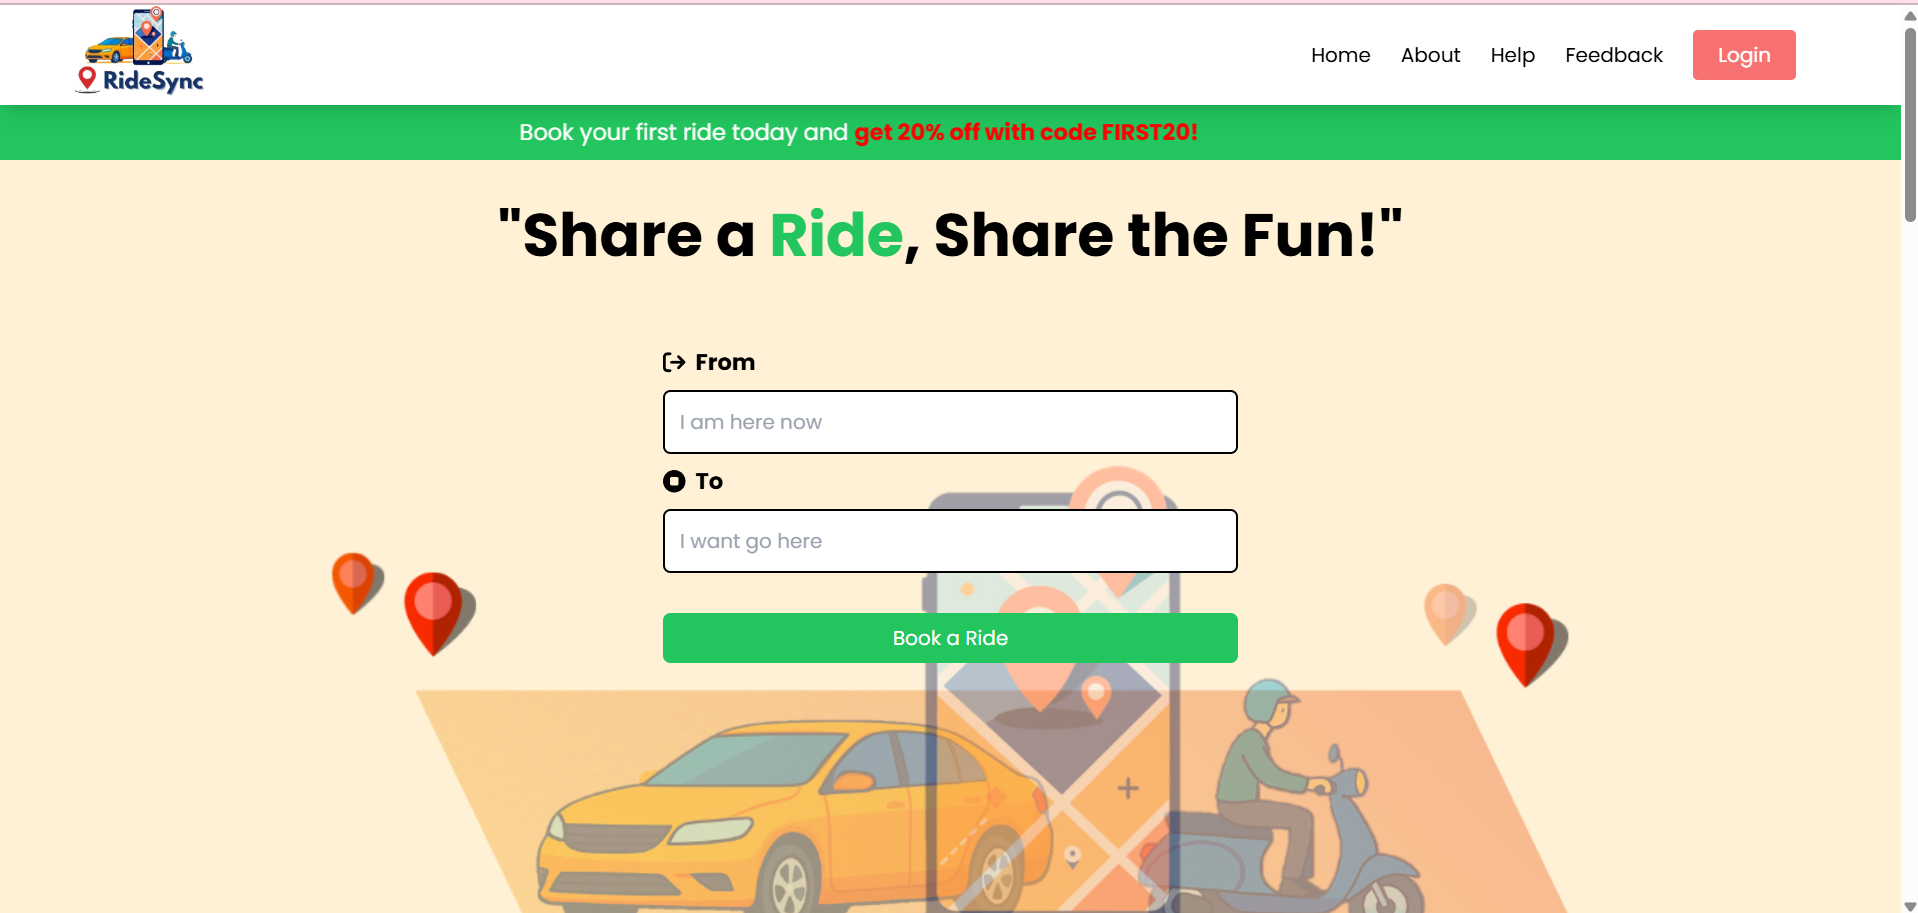 RideSync
Home About Help Feedback Login
Book your first ride today and get 20% off with code FIRST20!
"Share a Ride, Share the Fun!"
From
I am here now
To
I want go here
Book a Ride